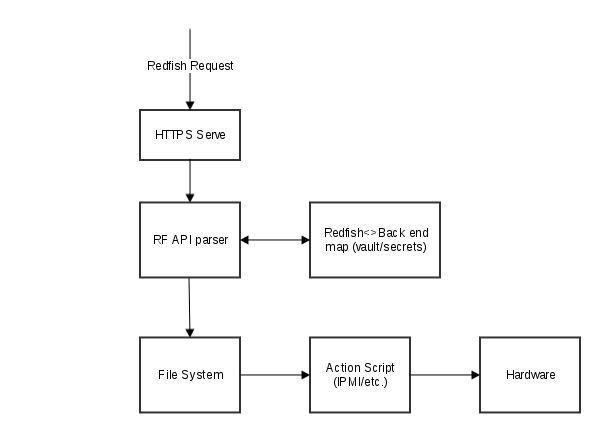 Redfish Request
HTTPS Serve
RF API parser
Redfish<>Back end
map (vault/secrets)
File System
Action Script
(IPMI/etc.)
Hardware